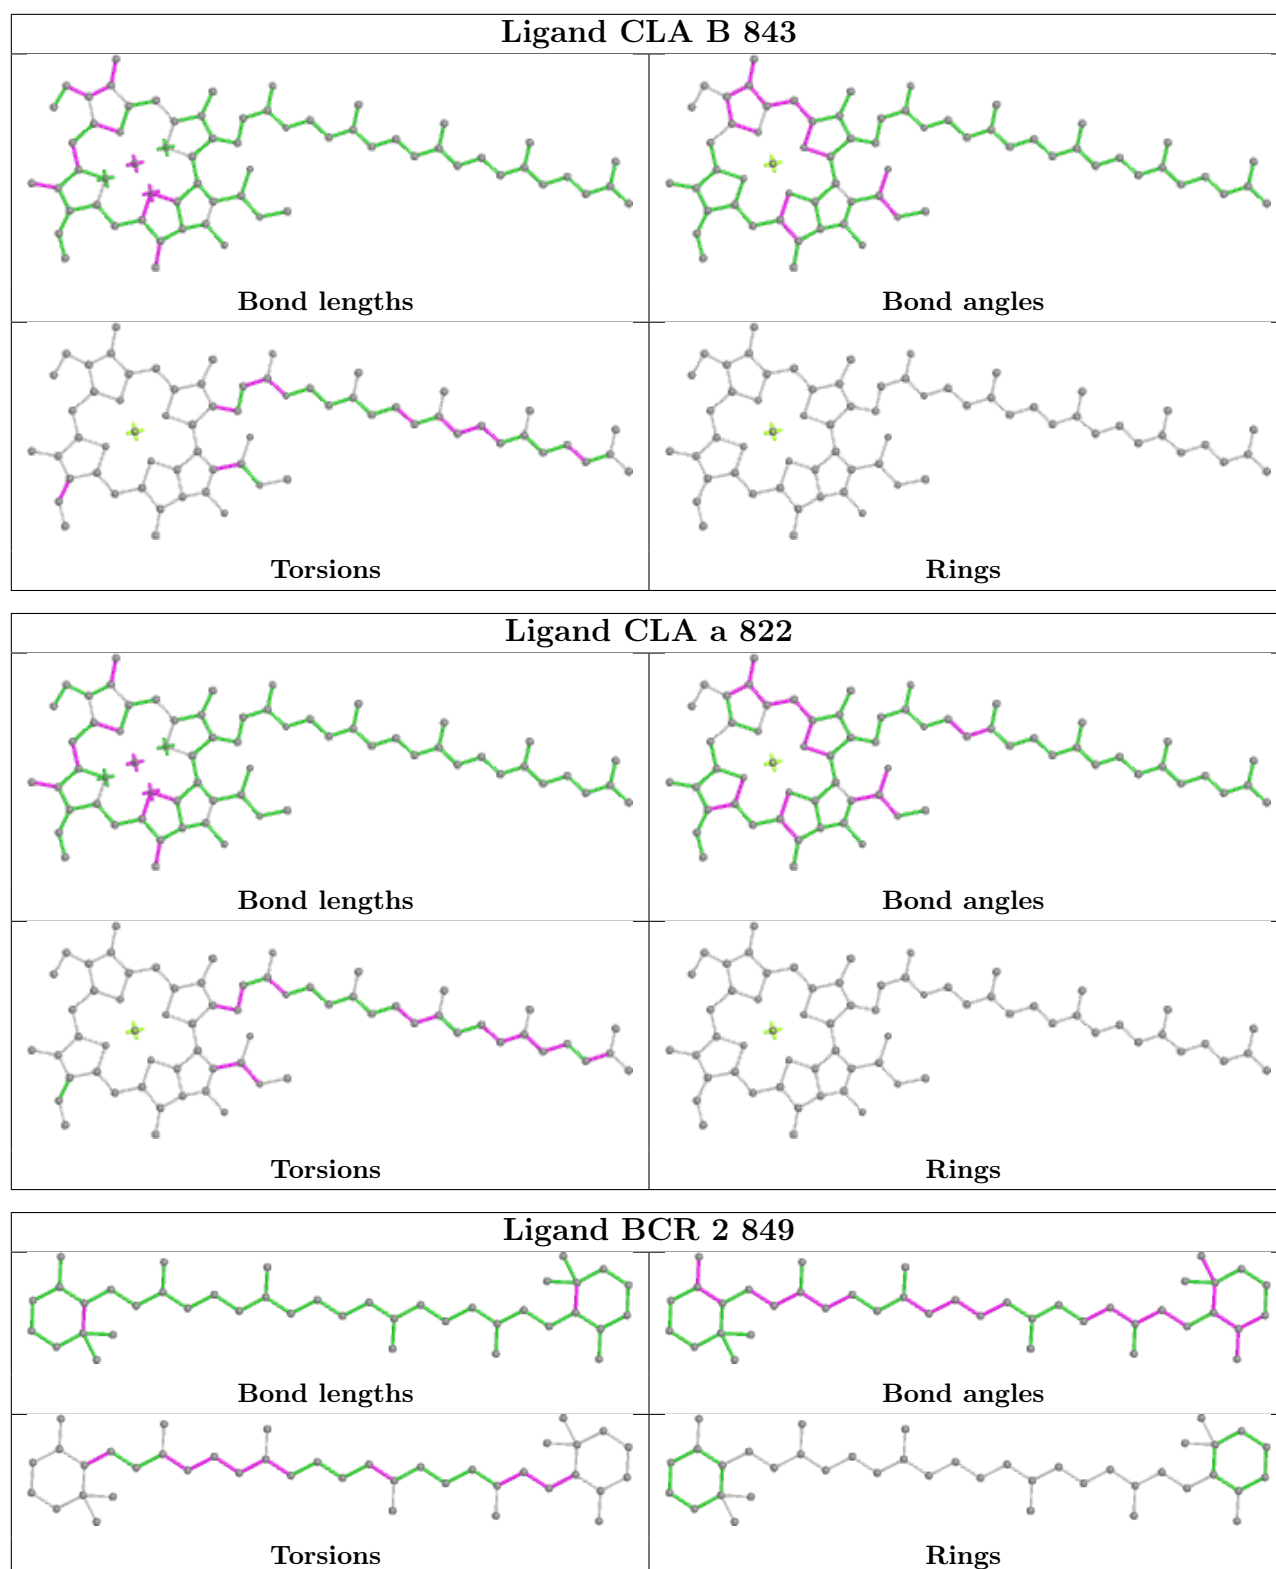 Ligand CLA B 843
Bond lengths
Bond angles
Torsions
Rings
Ligand CLA a 822
Bond lengths
Bond angles
Torsions
Rings
Ligand BCR 2 849
Bond lengths
Bond angles
Torsions
Rings